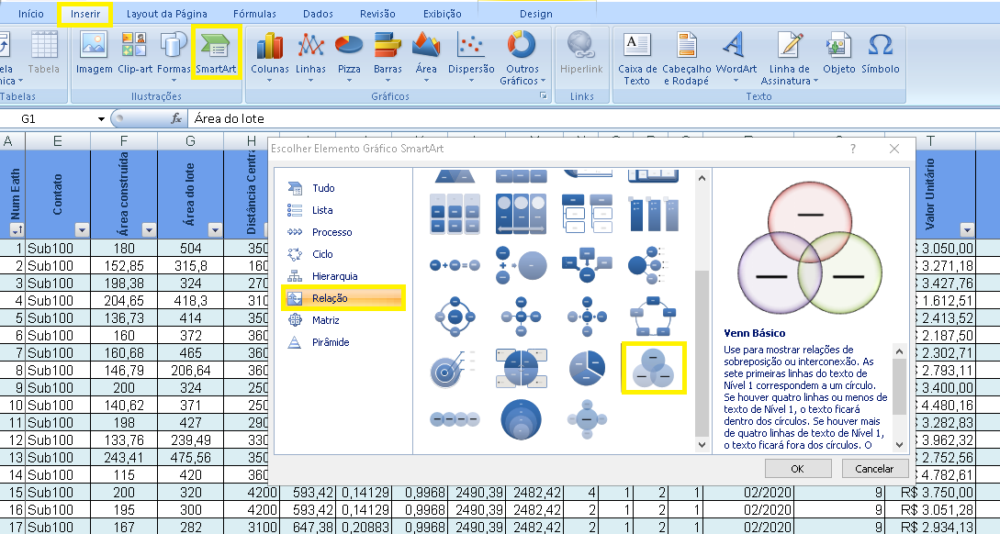 Início Inserir Layout da Página Fórmulas Dados Revisão Exibição Design
Tabela Imagem Clip-art Formas SmartArt Colunas Linhas Pizza Barras Área Dispersão Outros Gráficos Hiperlink Caixa de Texto Cabeçalho e Rodapé WordArt Linha de Assinatura Objeto Símbolo
Tabelas Ilustrações Gráficos Links Texto
G1 fx Área do lote
A E F G H T
Num Eath Contato Área construída Área do lote Distância Centra Valor Unitário
Escolher Elemento Gráfico SmartArt ?
Tudo
Lista
Processo
Ciclo
Hierarquia
Relação
Matriz
Pirâmide
Venn Básico
Use para mostrar relações de
sobreposição ou interconexão. As
sete primeiras linhas do texto de
Nível 1 correspondem a um círculo.
Se houver quatro linhas ou menos de
texto de Nível 1, o texto ficará
dentro dos círculos. Se houver mais
de quatro linhas de texto de Nível 1,
o texto ficará fora dos círculos. O
OK Cancelar
1 Sub100 180 504 350 3.050,00
2 Sub100 152,85 315,8 160 3.271,18
3 Sub100 198,38 324 270 3.427,76
4 Sub100 204,65 418,3 310 1.612,51
5 Sub100 136,73 414 350 2.413,52
6 Sub100 160 372 360 2.187,50
7 Sub100 160,68 465 360 2.302,71
8 Sub100 146,79 206,64 360 2.793,11
9 Sub100 200 324 250 3.400,00
10 Sub100 140,62 371 250 4.480,16
11 Sub100 198 427 290 3.282,83
12 Sub100 133,76 239,49 330 3.962,32
13 Sub100 243,41 475,56 350 2.752,56
14 Sub100 115 420 360 4.782,61
15 Sub100 200 320 4200 593,42 0,14129 0,9968 2490,39 2482,42 4 1 2 1 02/2020 9 R$ 3.750,00
16 Sub100 195 300 4200 593,42 0,14129 0,9968 2490,39 2482,42 2 1 2 1 02/2020 9 R$ 3.051,28
17 Sub100 167 282 3100 647,38 0,20883 0,9968 2490,39 2482,42 2 1 2 1 02/2020 9 R$ 2.934,13